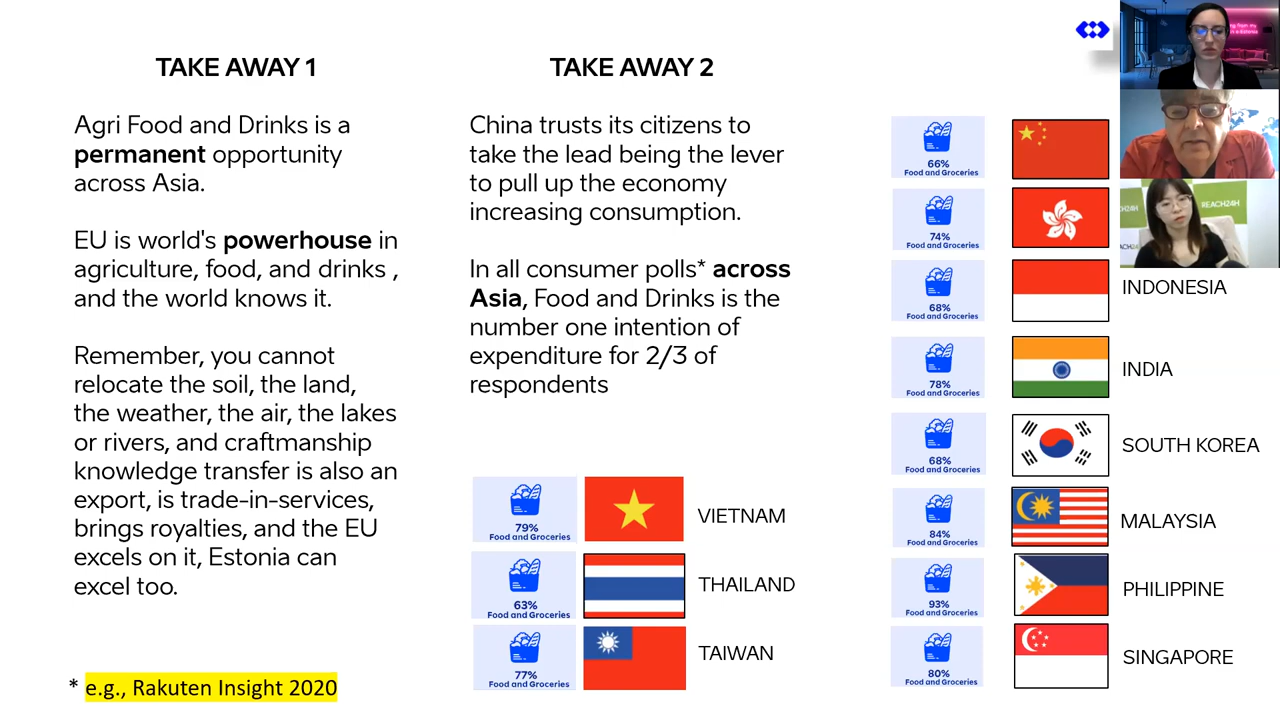 TAKE AWAY 1
Agri Food and Drinks is a
permanent opportunity
across Asia.
EU is world's powerhouse in
agriculture, food, and drinks ,
and the world knows it.
Remember, you cannot
relocate the soil, the land,
the weather, the air, the lakes
or rivers, and craftmanship
knowledge transfer is also an
export, is trade-in-services,
brings royalties, and the EU
excels on it, Estonia can
excel too.
* e.g., Rakuten Insight 2020
TAKE AWAY 2
China trusts its citizens to
take the lead being the lever
to pull up the economy
increasing consumption.
In all consumer polls* across
Asia, Food and Drinks is the
number one intention of
expenditure for 2/3 of
respondents
79%
Food and Groceries
VIETNAM
63%
Food and Groceries
THAILAND
77%
Food and Groceries
TAIWAN
66%
Food and Groceries
74%
Food and Groceries
68%
Food and Groceries
INDONESIA
78%
Food and Groceries
INDIA
68%
Food and Groceries
SOUTH KOREA
84%
Food and Groceries
MALAYSIA
93%
Food and Groceries
PHILIPPINE
80%
Food and Groceries
SINGAPORE
REACH24H